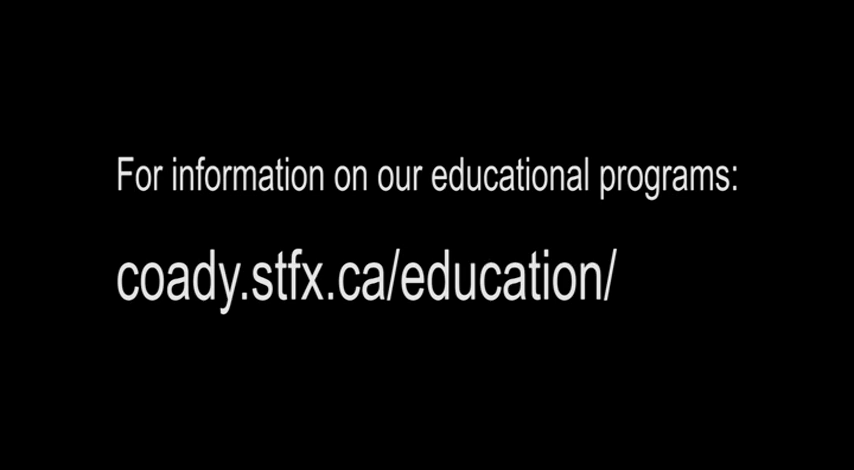 For information on our educational programs:
coady.stfx.ca/education/